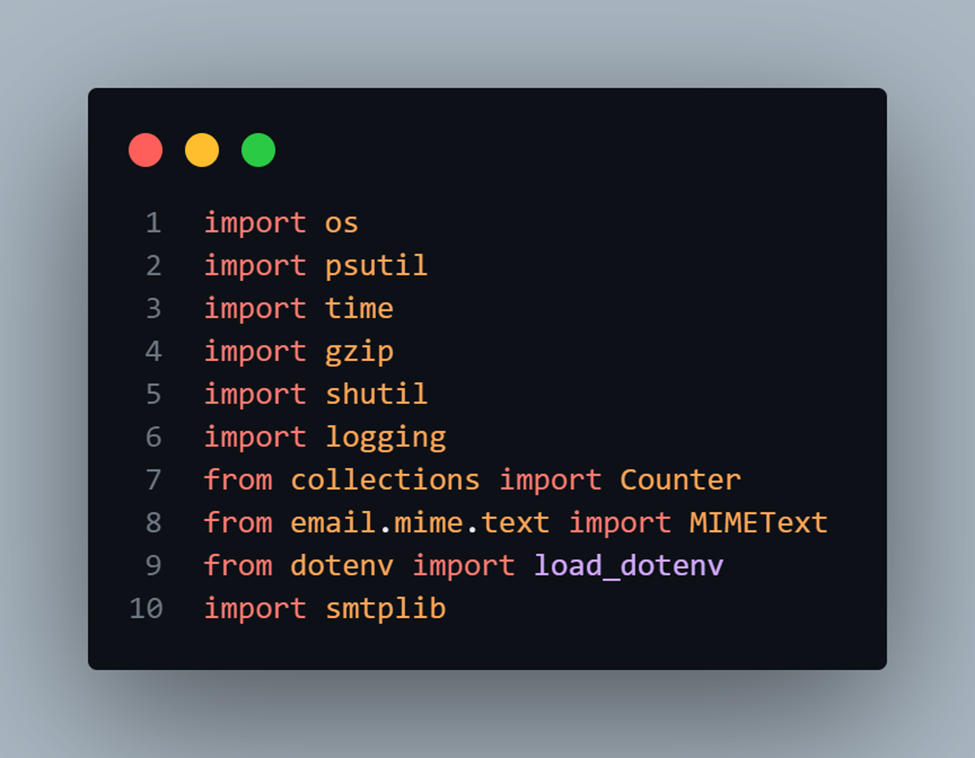 1 import os
2 import psutil
3 import time
4 import gzip
5 import shutil
6 import logging
7 from collections import Counter
8 from email.mime.text import MIMEText
9 from dotenv import load_dotenv
10 import smtplib